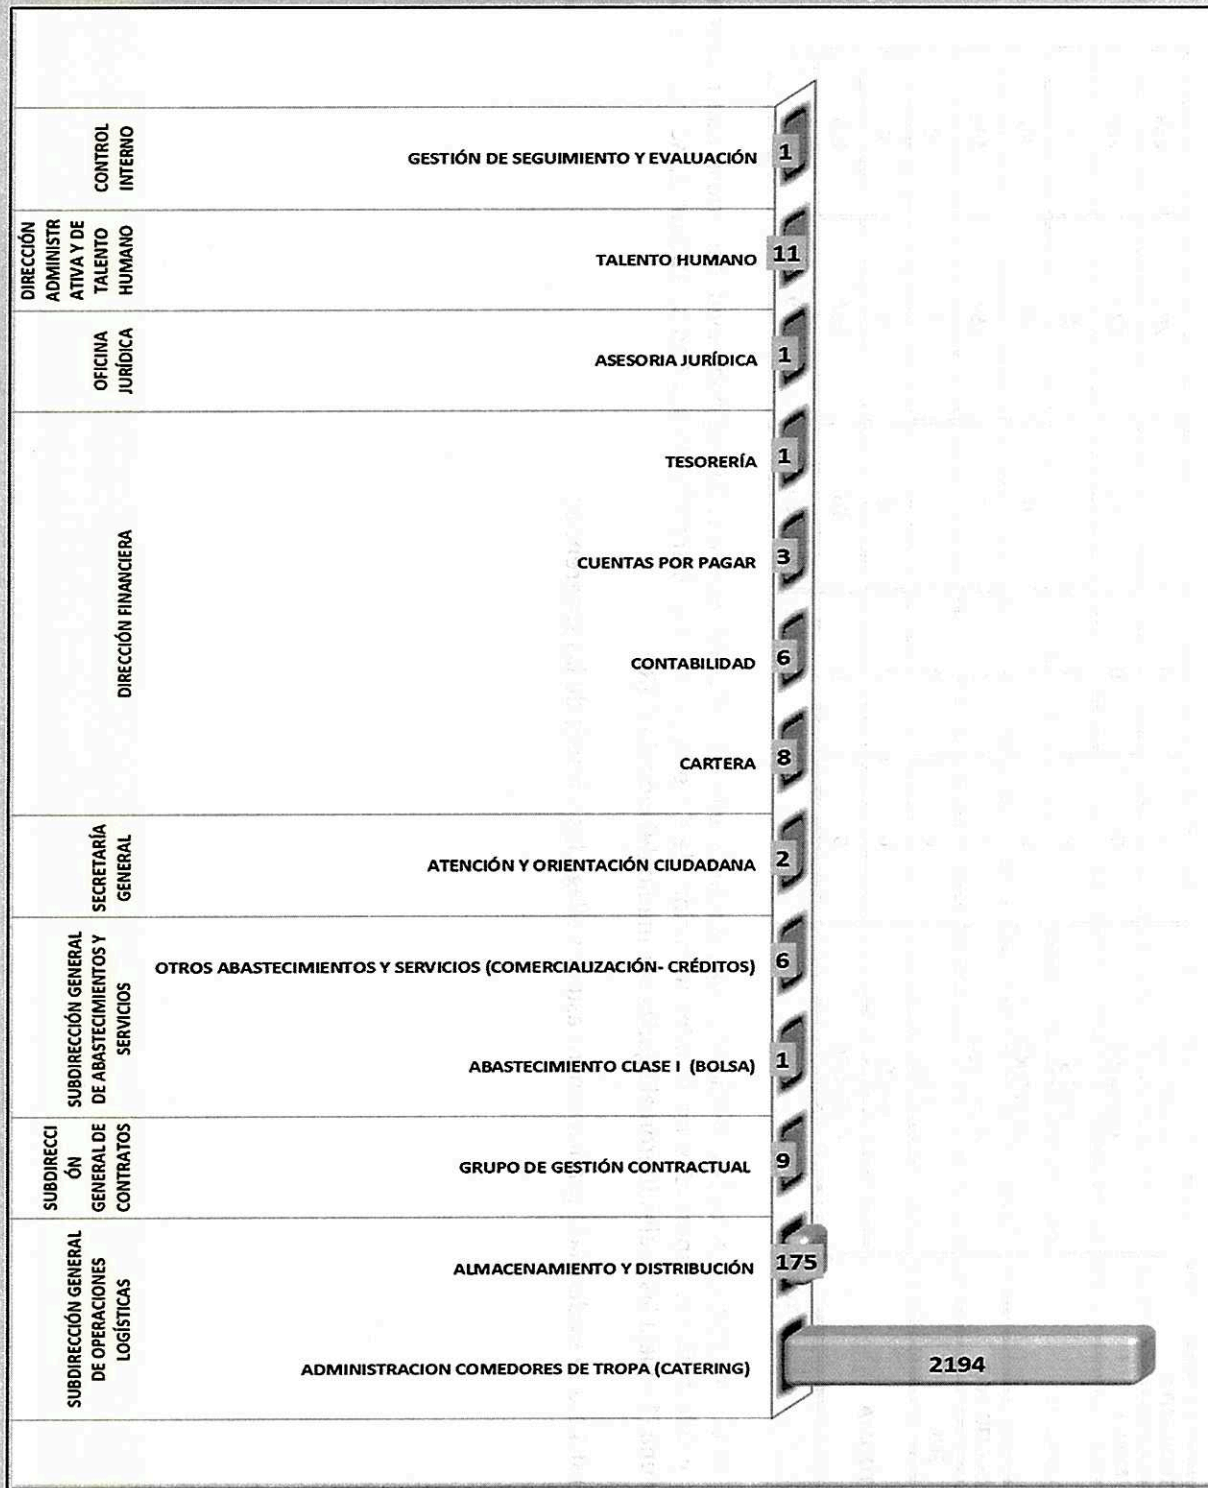 CONTROL
INTERNO
GESTIÓN DE SEGUIMIENTO Y EVALUACIÓN
1
DIRECCIÓN
ADMINISTR
ATIVA Y DE
TALENTO
HUMANO
TALENTO HUMANO
11
OFICINA
JURÍDICA
ASESORIA JURÍDICA
1
DIRECCIÓN FINANCIERA
TESORERÍA
1
CUENTAS POR PAGAR
3
CONTABILIDAD
6
CARTERA
8
SECRETARÍA
GENERAL
ATENCIÓN Y ORIENTACIÓN CIUDADANA
2
SUBDIRECCIÓN GENERAL
DE ABASTECIMIENTOS Y
SERVICIOS
OTROS ABASTECIMIENTOS Y SERVICIOS (COMERCIALIZACIÓN- CRÉDITOS)
6
ABASTECIMIENTO CLASE I (BOLSA)
1
SUBDIRECCI
ÓN
GENERAL DE
CONTRATOS
GRUPO DE GESTIÓN CONTRACTUAL
9
SUBDIRECCIÓN GENERAL
DE OPERACIONES
LOGÍSTICAS
ALMACENAMIENTO Y DISTRIBUCIÓN
175
ADMINISTRACION COMEDORES DE TROPA (CATERING)
2194